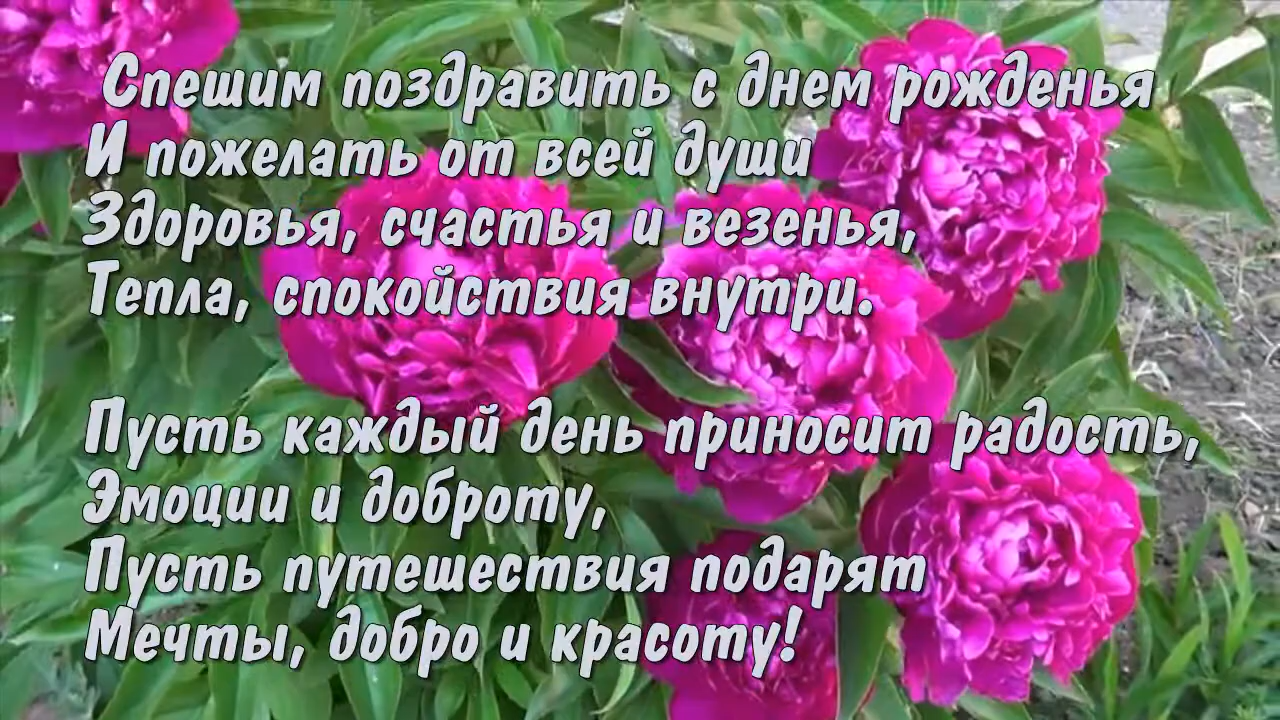 Спешим поздравить с днем рожденья
И пожелать от всей души
Здоровья, счастья и везенья,
Тепла, спокойствия внутри.
Пусть каждый день приносит радость,
Эмоции и доброту,
Пусть путешествия подарят
Мечты, добро и красоту!